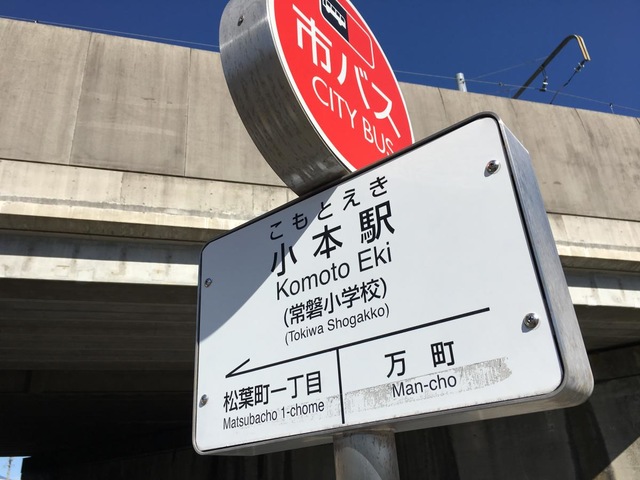 市バス
CITY BUS
こもとえき
小本駅
Komoto Eki
(常磐小学校)
(Tokiwa Shogakko)
松葉町一丁目
Matsubacho 1-chome
万町
Man-cho